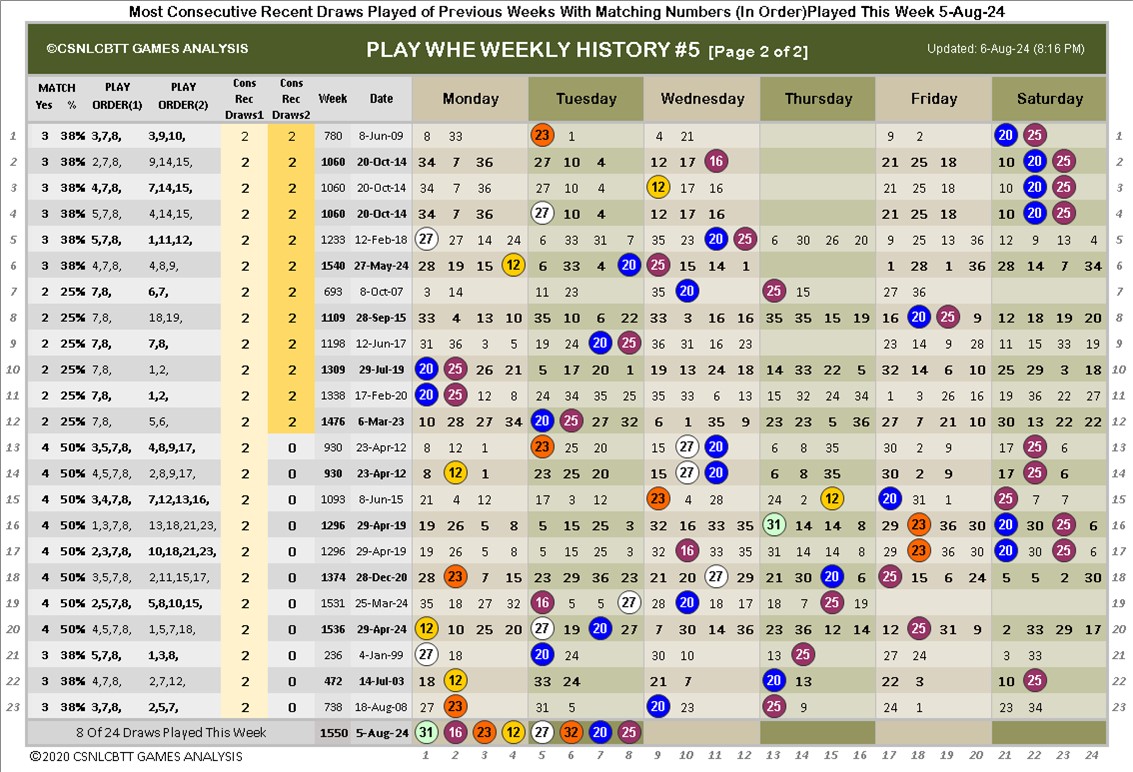 Most Consecutive Recent Draws Played of Previous Weeks With Matching Numbers (In Order)Played This Week 5-Aug-24
©CSNLCBTT GAMES ANALYSIS PLAY WHE WEEKLY HISTORY #5 [Page 2 of 2] Updated: 6-Aug-24 (8:16 PM)
MATCH Yes % PLAY ORDER(1) PLAY ORDER(2) Cons Rec Draws1 Cons Rec Draws2 Week Date Monday Tuesday Wednesday Thursday Friday Saturday
1 3 38% 3,7,8, 3,9,10, 2 2 780 8-Jun-09 8 33 23 1 4 21 9 2 20 25 1
2 3 38% 2,7,8, 9,14,15, 2 2 1060 20-Oct-14 34 7 36 27 10 4 12 17 16 21 25 18 10 20 25 2
3 3 38% 4,7,8, 7,14,15, 2 2 1060 20-Oct-14 34 7 36 27 10 4 12 17 16 21 25 18 10 20 25 3
4 3 38% 5,7,8, 4,14,15, 2 2 1060 20-Oct-14 34 7 36 27 10 4 12 17 16 21 25 18 10 20 25 4
5 3 38% 5,7,8, 1,11,12, 2 2 1233 12-Feb-18 27 27 14 24 6 33 31 7 35 23 20 25 6 30 26 20 9 25 13 36 12 9 13 4 5
6 3 38% 4,7,8, 4,8,9, 2 2 1540 27-May-24 28 19 15 12 6 33 4 20 25 15 14 1 1 28 1 36 28 14 7 34 6
7 2 25% 7,8, 6,7, 2 2 693 8-Oct-07 3 14 11 23 35 20 25 15 27 36 7
8 2 25% 7,8, 18,19, 2 2 1109 28-Sep-15 33 4 13 10 35 10 6 22 33 3 16 16 35 35 15 19 16 20 25 9 12 18 19 20 8
9 2 25% 7,8, 7,8, 2 2 1198 12-Jun-17 31 36 3 5 19 24 20 25 36 31 16 23 23 14 9 28 11 15 33 19 9
10 2 25% 7,8, 1,2, 2 2 1309 29-Jul-19 20 25 26 21 5 17 20 1 19 13 24 18 14 33 22 5 32 14 6 10 25 29 3 18 10
11 2 25% 7,8, 1,2, 2 2 1338 17-Feb-20 20 25 12 8 24 34 35 25 35 33 6 13 15 32 24 34 1 3 26 16 19 36 22 27 11
12 2 25% 7,8, 5,6, 2 2 1476 6-Mar-23 10 28 27 34 20 25 27 32 6 1 35 9 23 23 5 36 27 7 21 10 30 13 22 22 12
13 4 50% 3,5,7,8, 4,8,9,17, 2 0 930 23-Apr-12 8 12 1 23 25 20 15 27 20 6 8 35 30 2 9 17 25 6 13
14 4 50% 4,5,7,8, 2,8,9,17, 2 0 930 23-Apr-12 8 12 1 23 25 20 15 27 20 6 8 35 30 2 9 17 25 6 14
15 4 50% 3,4,7,8, 7,12,13,16, 2 0 1093 8-Jun-15 21 4 12 17 3 12 23 4 28 24 2 12 20 31 1 25 7 7 15
16 4 50% 1,3,7,8, 13,18,21,23, 2 0 1296 29-Apr-19 19 26 5 8 5 15 25 3 32 16 33 35 31 14 14 8 29 23 36 30 20 30 25 6 16
17 4 50% 2,3,7,8, 10,18,21,23, 2 0 1296 29-Apr-19 19 26 5 8 5 15 25 3 32 16 33 35 31 14 14 8 29 23 36 30 20 30 25 6 17
18 4 50% 3,5,7,8, 2,11,15,17, 2 0 1374 28-Dec-20 28 23 7 15 23 29 36 23 21 20 27 29 21 30 20 6 25 15 6 24 5 5 2 30 18
19 4 50% 2,5,7,8, 5,8,10,15, 2 0 1531 25-Mar-24 35 18 27 32 16 5 5 27 28 20 18 17 18 7 25 19 19
20 4 50% 4,5,7,8, 1,5,7,18, 2 0 1536 29-Apr-24 12 10 25 20 27 19 20 27 7 30 14 36 23 36 12 14 12 25 31 9 2 33 29 17 20
21 3 38% 5,7,8, 1,3,8, 2 0 236 4-Jan-99 27 18 20 24 30 10 13 25 27 24 3 33 21
22 3 38% 4,7,8, 2,7,12, 2 0 472 14-Jul-03 18 12 33 24 21 7 20 13 22 3 10 25 22
23 3 38% 3,7,8, 2,5,7, 2 0 738 18-Aug-08 27 23 31 5 20 23 25 9 24 1 23 34 23
8 Of 24 Draws Played This Week 1550 5-Aug-24 31 16 23 12 27 32 20 25
©2020 CSNLCBTT GAMES ANALYSIS 1 2 3 4 5 6 7 8 9 10 11 12 13 14 15 16 17 18 19 20 21 22 23 24